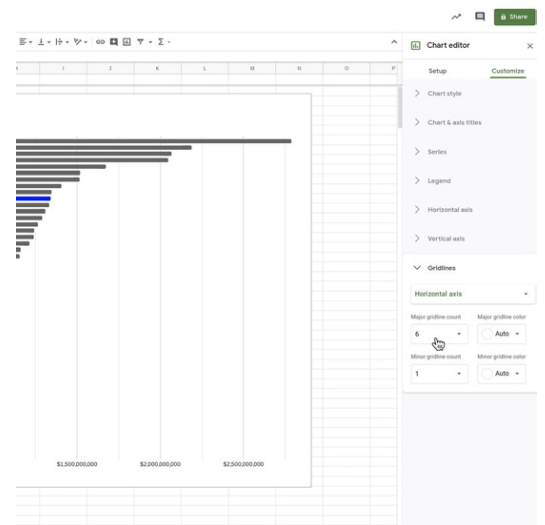 Share
Chart editor
I J K L M N O P
Setup Customize
Chart style
Chart & axis titles
Series
Legend
Horizontal axis
Vertical axis
Gridlines
Horizontal axis
Major gridline count Major gridline color
6 Auto
Minor gridline count Minor gridline color
1 Auto
$1,500,000,000 $2,000,000,000 $2,500,000,000